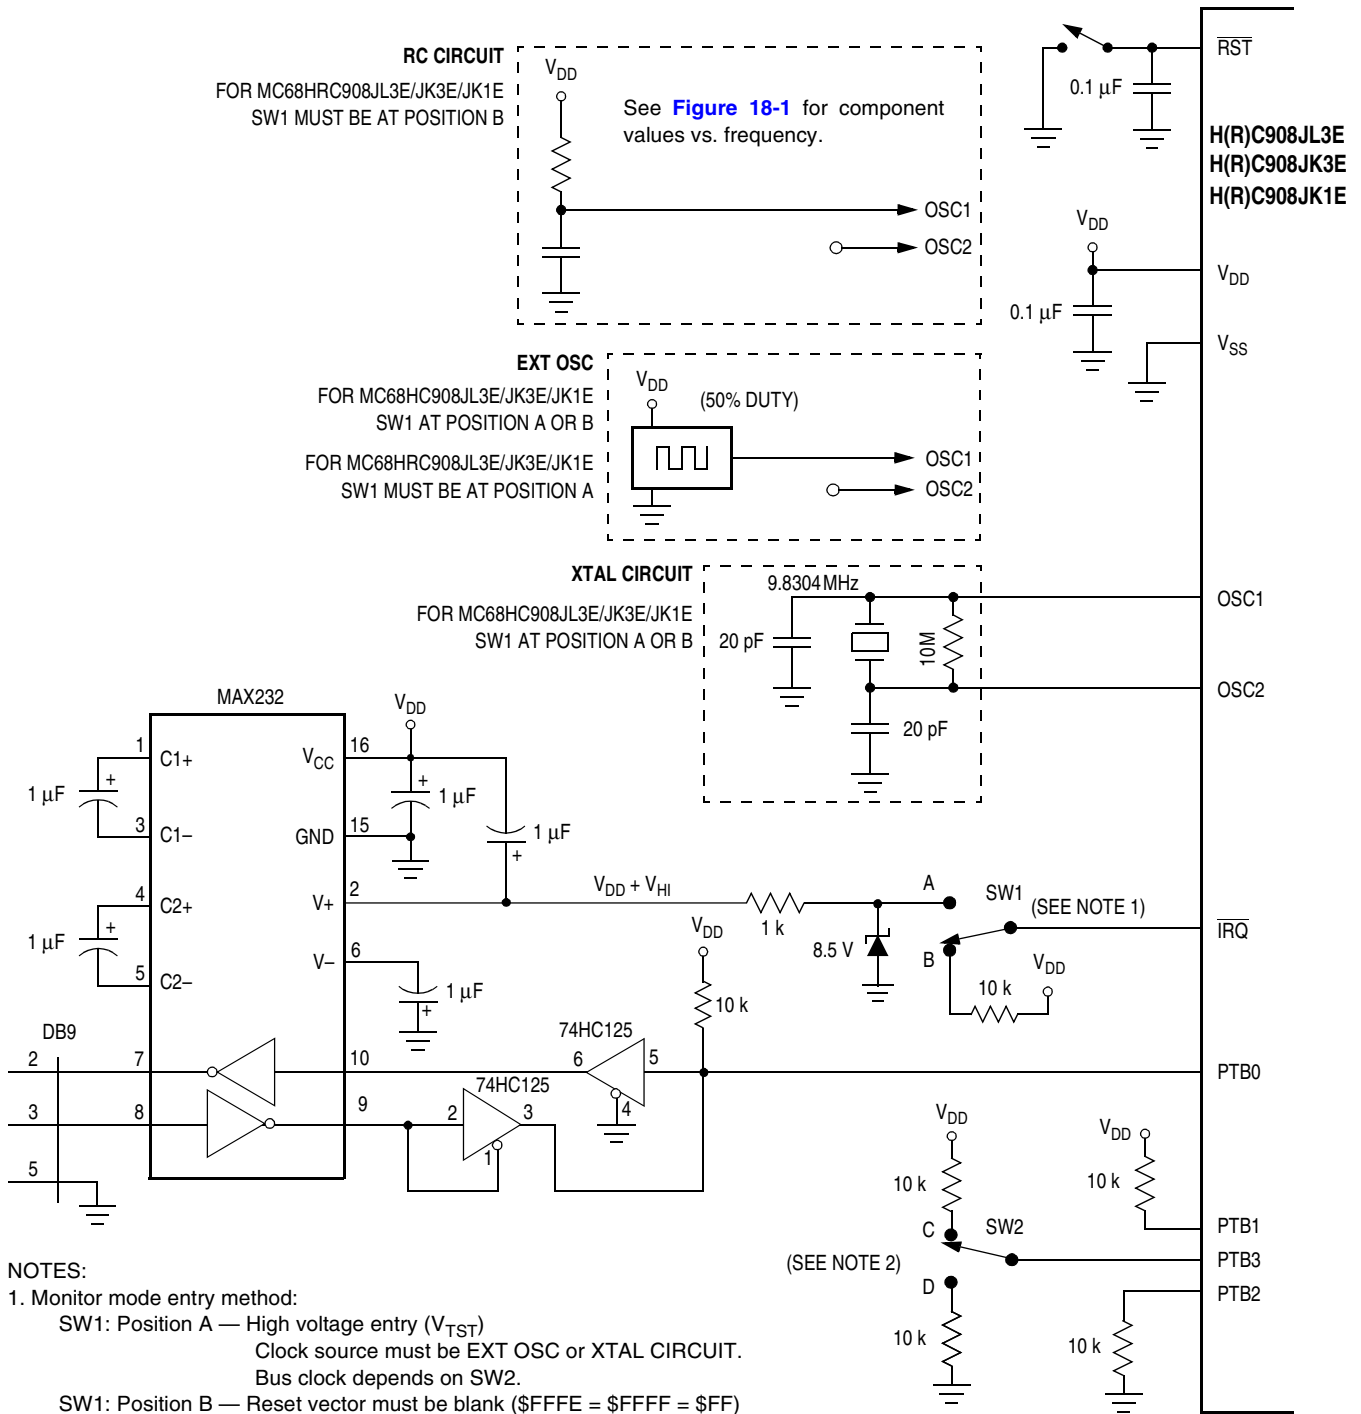 RC CIRCUIT
FOR MC68HRC908JL3E/JK3E/JK1E
SW1 MUST BE AT POSITION B
VDD
See Figure 18-1 for component
values vs. frequency.
OSC1
OSC2
RST
0.1 µF
H(R)C908JL3E
H(R)C908JK3E
H(R)C908JK1E
VDD
VDD
0.1 µF
VSS
EXT OSC
FOR MC68HC908JL3E/JK3E/JK1E
SW1 AT POSITION A OR B
FOR MC68HRC908JL3E/JK3E/JK1E
SW1 MUST BE AT POSITION A
VDD
(50% DUTY)
OSC1
OSC2
XTAL CIRCUIT
FOR MC68HC908JL3E/JK3E/JK1E
SW1 AT POSITION A OR B
9.8304MHz
20 pF
10M
20 pF
OSC1
OSC2
MAX232
VDD
1
C1+
VCC
16
1 µF
+
+
1 µF
3
C1–
GND
15
1 µF
+
4
C2+
V+
2
VDD + VHI
1 k
8.5 V
A
SW1
(SEE NOTE 1)
IRQ
B
VDD
10 k
1 µF
+
5
C2–
V–
6
1 µF
+
VDD
10 k
DB9
2
7
10
74HC125
6
5
4
PTB0
3
8
9
74HC125
2
3
1
5
VDD
10 k
VDD
10 k
C
SW2
PTB1
(SEE NOTE 2)
PTB3
D
PTB2
10 k
10 k
NOTES:
1. Monitor mode entry method:
SW1: Position A — High voltage entry (VTST)
Clock source must be EXT OSC or XTAL CIRCUIT.
Bus clock depends on SW2.
SW1: Position B — Reset vector must be blank ($FFFE = $FFFF = $FF)